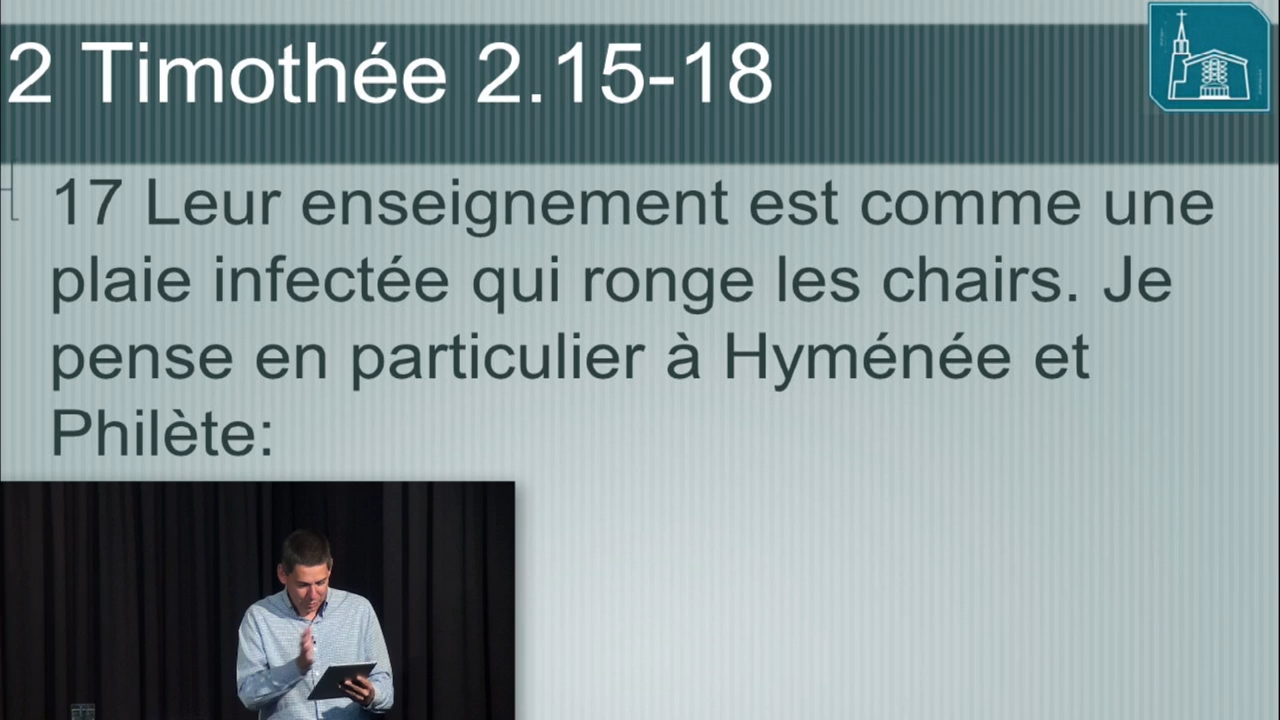 2 Timothée 2.15-18
17 Leur enseignement est comme une
plaie infectée qui ronge les chairs. Je
pense en particulier à Hyménée et
Philète: